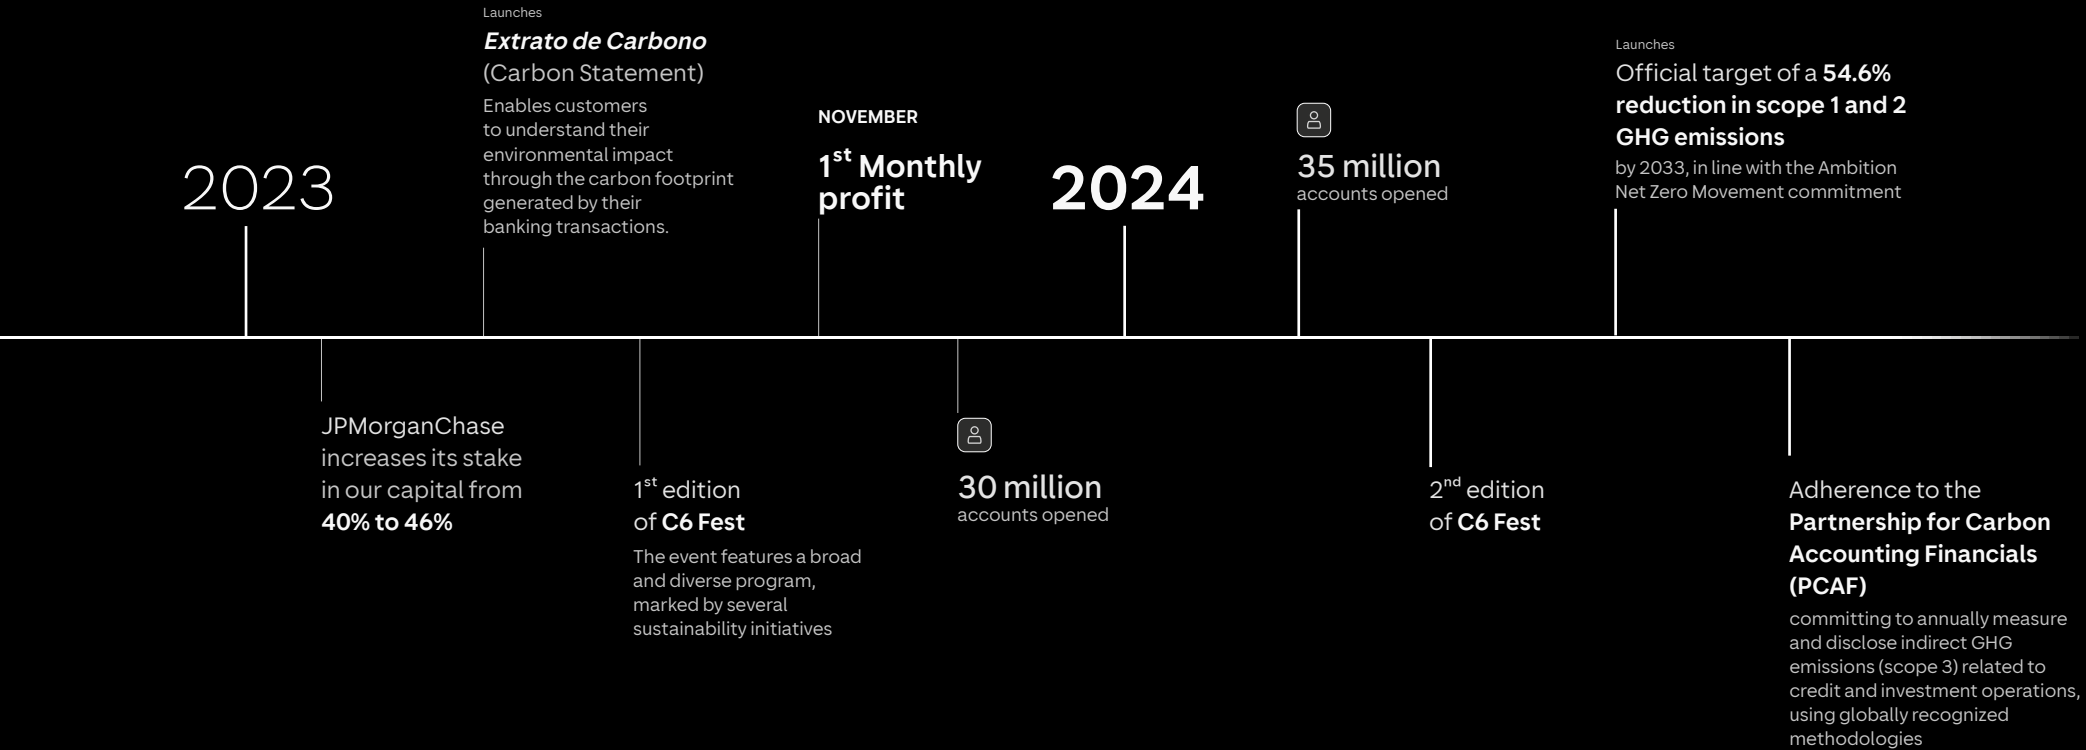 2023
JPMorganChase
increases its stake
in our capital from
40% to 46%
Launches
Extrato de Carbono
(Carbon Statement)
Enables customers
to understand their
environmental impact
through the carbon footprint
generated by their
banking transactions.
1st edition
of C6 Fest
The event features a broad
and diverse program,
marked by several
sustainability initiatives
NOVEMBER
1st Monthly
profit
30 million
accounts opened
2024
35 million
accounts opened
2nd edition
of C6 Fest
Launches
Official target of a 54.6%
reduction in scope 1 and 2
GHG emissions
by 2033, in line with the Ambition
Net Zero Movement commitment
Adherence to the
Partnership for Carbon
Accounting Financials
(PCAF)
committing to annually measure
and disclose indirect GHG
emissions (scope 3) related to
credit and investment operations,
using globally recognized
methodologies